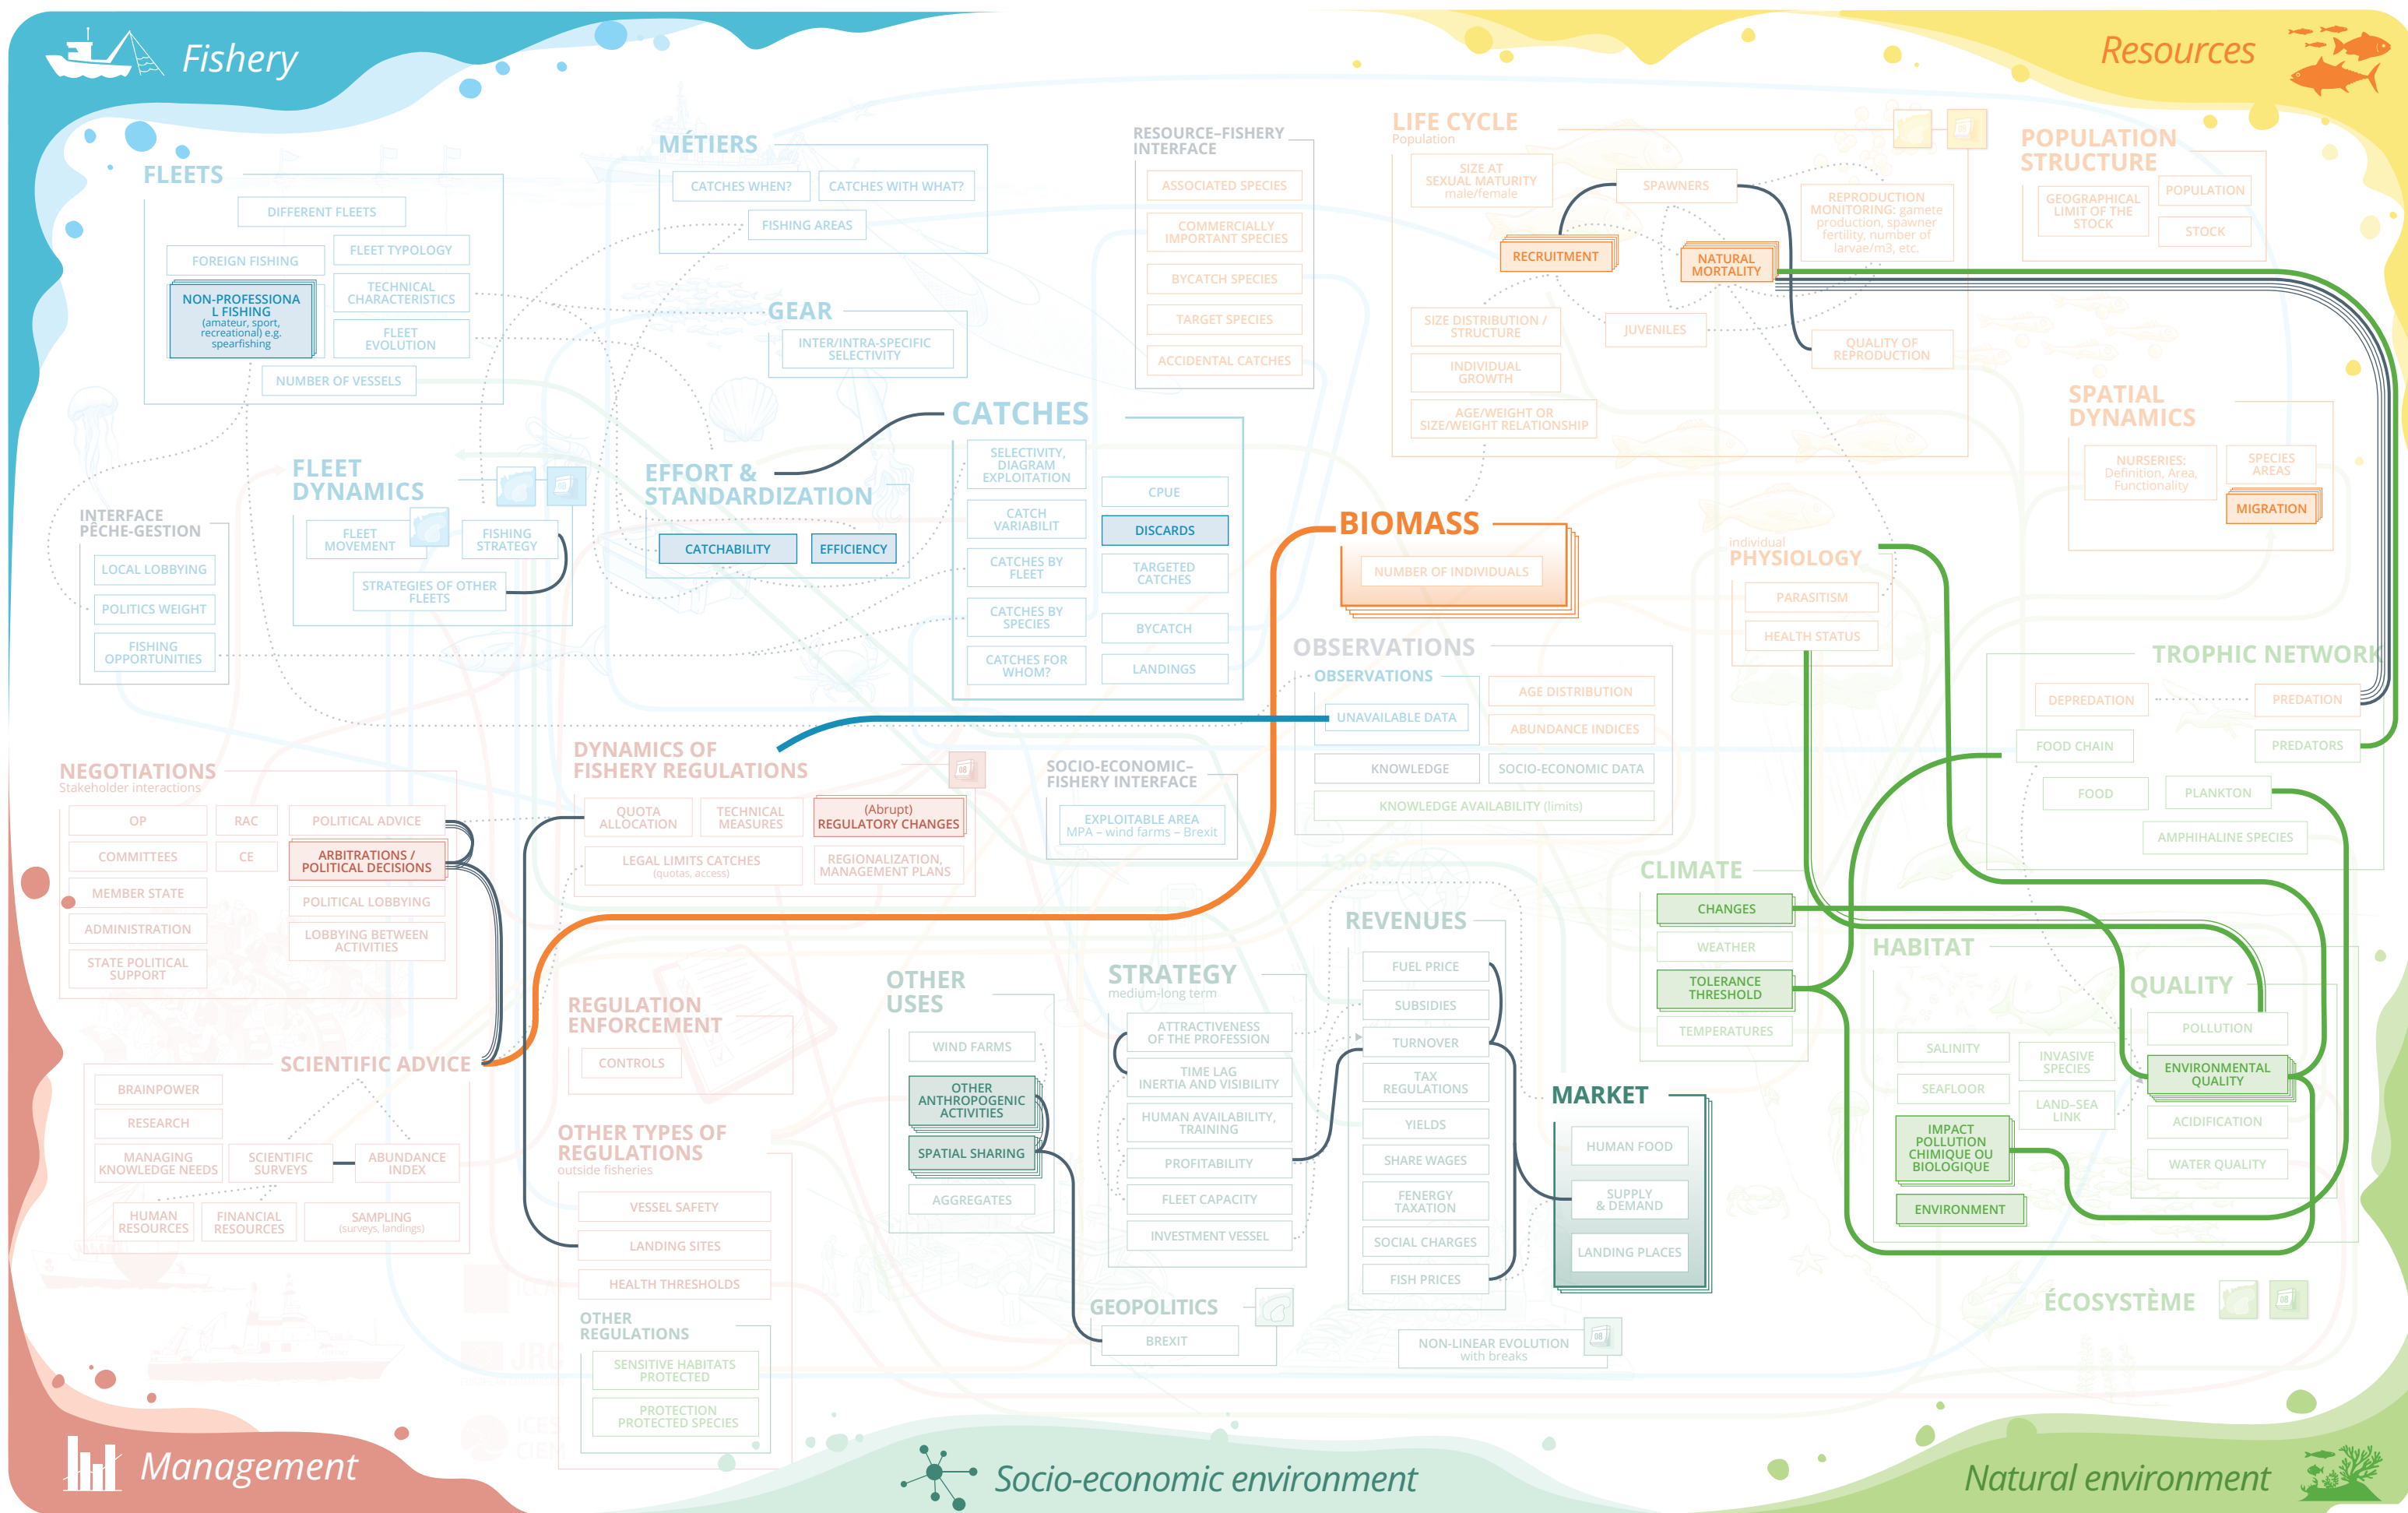 Fishery
Resources
FLEETS
DIFFERENT FLEETS
FOREIGN FISHING
FLEET TYPOLOGY
NON-PROFESSIONA
L FISHING
(amateur, sport,
recreational) e.g.
spearfishing
TECHNICAL
CHARACTERISTICS
FLEET
EVOLUTION
NUMBER OF VESSELS
MÉTIERS
CATCHES WHEN?
CATCHES WITH WHAT?
FISHING AREAS
GEAR
INTER/INTRA-SPECIFIC
SELECTIVITY
RESOURCE–FISHERY
INTERFACE
ASSOCIATED SPECIES
COMMERCIALLY
IMPORTANT SPECIES
BYCATCH SPECIES
TARGET SPECIES
ACCIDENTAL CATCHES
LIFE CYCLE
Population
SIZE AT
SEXUAL MATURITY
male/female
SPAWNERS
REPRODUCTION
MONITORING: gamete
production, spawner
fertility, number of
larvae/m3, etc.
RECRUITMENT
NATURAL
MORTALITY
SIZE DISTRIBUTION /
STRUCTURE
JUVENILES
QUALITY OF
REPRODUCTION
INDIVIDUAL
GROWTH
AGE/WEIGHT OR
SIZE/WEIGHT RELATIONSHIP
POPULATION
STRUCTURE
GEOGRAPHICAL
LIMIT OF THE
STOCK
POPULATION
STOCK
SPATIAL
DYNAMICS
NURSERIES:
Definition, Area,
Functionality
SPECIES
AREAS
MIGRATION
INTERFACE
PÊCHE-GESTION
LOCAL LOBBYING
POLITICS WEIGHT
FISHING
OPPORTUNITIES
FLEET
DYNAMICS
FLEET
MOVEMENT
FISHING
STRATEGY
STRATEGIES OF OTHER
FLEETS
EFFORT &
STANDARDIZATION
CATCHABILITY
EFFICIENCY
CATCHES
SELECTIVITY,
DIAGRAM
EXPLOITATION
CPUE
CATCH
VARIABILIT
DISCARDS
CATCHES BY
FLEET
TARGETED
CATCHES
CATCHES BY
SPECIES
BYCATCH
CATCHES FOR
WHOM?
LANDINGS
BIOMASS
NUMBER OF INDIVIDUALS
individual
PHYSIOLOGY
PARASITISM
HEALTH STATUS
OBSERVATIONS
OBSERVATIONS
UNAVAILABLE DATA
AGE DISTRIBUTION
ABUNDANCE INDICES
KNOWLEDGE
SOCIO-ECONOMIC DATA
KNOWLEDGE AVAILABILITY (limits)
TROPHIC NETWORK
DEPREDATION
PREDATION
FOOD CHAIN
PREDATORS
FOOD
PLANKTON
AMPHIHALINE SPECIES
NEGOTIATIONS
Stakeholder interactions
OP
RAC
POLITICAL ADVICE
COMMITTEES
CE
ARBITRATIONS /
POLITICAL DECISIONS
MEMBER STATE
POLITICAL LOBBYING
ADMINISTRATION
LOBBYING BETWEEN
ACTIVITIES
STATE POLITICAL
SUPPORT
DYNAMICS OF
FISHERY REGULATIONS
08
QUOTA
ALLOCATION
TECHNICAL
MEASURES
(Abrupt)
REGULATORY CHANGES
LEGAL LIMITS CATCHES
(quotas, access)
REGIONALIZATION,
MANAGEMENT PLANS
SOCIO-ECONOMIC–
FISHERY INTERFACE
EXPLOITABLE AREA
MPA – wind farms – Brexit
CLIMATE
CHANGES
WEATHER
TOLERANCE
THRESHOLD
TEMPERATURES
HABITAT
QUALITY
POLLUTION
SALINITY
INVASIVE
SPECIES
ENVIRONMENTAL
QUALITY
SEAFLOOR
LAND–SEA
LINK
ACIDIFICATION
IMPACT
POLLUTION
CHIMIQUE OU
BIOLOGIQUE
WATER QUALITY
ENVIRONMENT
ÉCOSYSTÈME
08
SCIENTIFIC ADVICE
BRAINPOWER
RESEARCH
MANAGING
KNOWLEDGE NEEDS
SCIENTIFIC
SURVEYS
ABUNDANCE
INDEX
HUMAN
RESOURCES
FINANCIAL
RESOURCES
SAMPLING
(surveys, landings)
REGULATION
ENFORCEMENT
CONTROLS
OTHER TYPES OF
REGULATIONS
outside fisheries
VESSEL SAFETY
LANDING SITES
HEALTH THRESHOLDS
OTHER
REGULATIONS
SENSITIVE HABITATS
PROTECTED
PROTECTION
PROTECTED SPECIES
JRC
ICES
CIEM
OTHER
USES
WIND FARMS
OTHER
ANTHROPOGENIC
ACTIVITIES
SPATIAL SHARING
AGGREGATES
STRATEGY
medium-long term
ATTRACTIVENESS
OF THE PROFESSION
TIME LAG
INERTIA AND VISIBILITY
HUMAN AVAILABILITY,
TRAINING
PROFITABILITY
FLEET CAPACITY
INVESTMENT VESSEL
GEOPOLITICS
BREXIT
REVENUES
FUEL PRICE
SUBSIDIES
TURNOVER
TAX
REGULATIONS
YIELDS
SHARE WAGES
FENERGY
TAXATION
SOCIAL CHARGES
FISH PRICES
MARKET
HUMAN FOOD
SUPPLY
& DEMAND
LANDING PLACES
NON-LINEAR EVOLUTION
with breaks
08
Management
Socio-economic environment
Natural environment